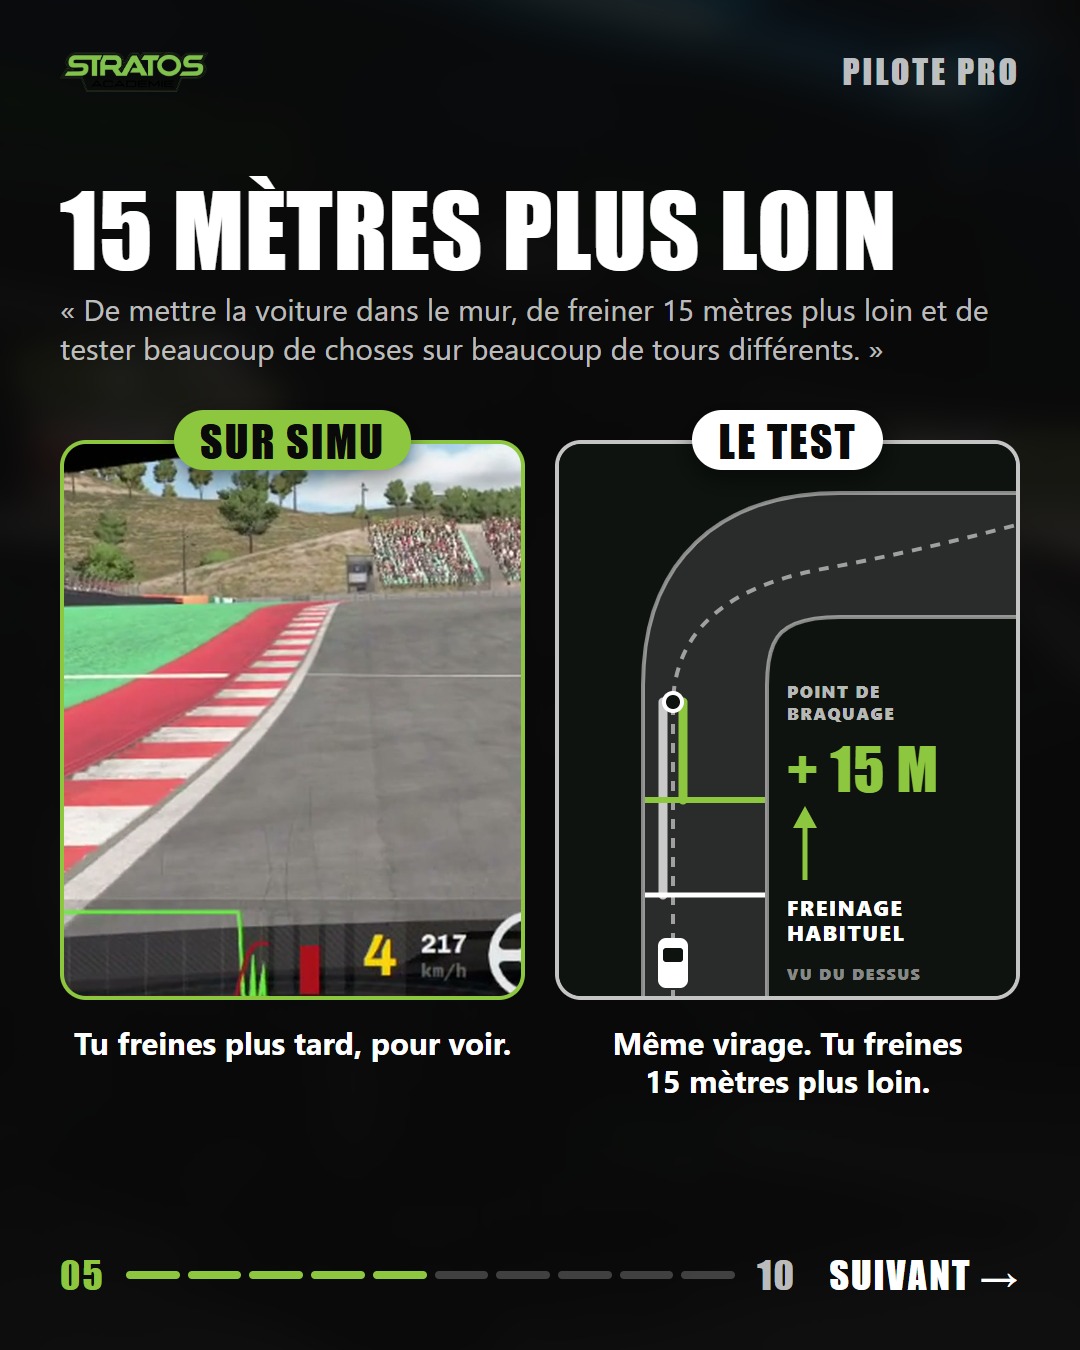 STRATOS
ACADEMIE
PILOTE PRO
15 MÈTRES PLUS LOIN
« De mettre la voiture dans le mur, de freiner 15 mètres plus loin et de
tester beaucoup de choses sur beaucoup de tours différents. »
SUR SIMU
4
217
km/h
Tu freines plus tard, pour voir.
LE TEST
POINT DE
BRAQUAGE
+ 15 M
FREINAGE
HABITUEL
VU DU DESSUS
Même virage. Tu freines
15 mètres plus loin.
05
10
SUIVANT →